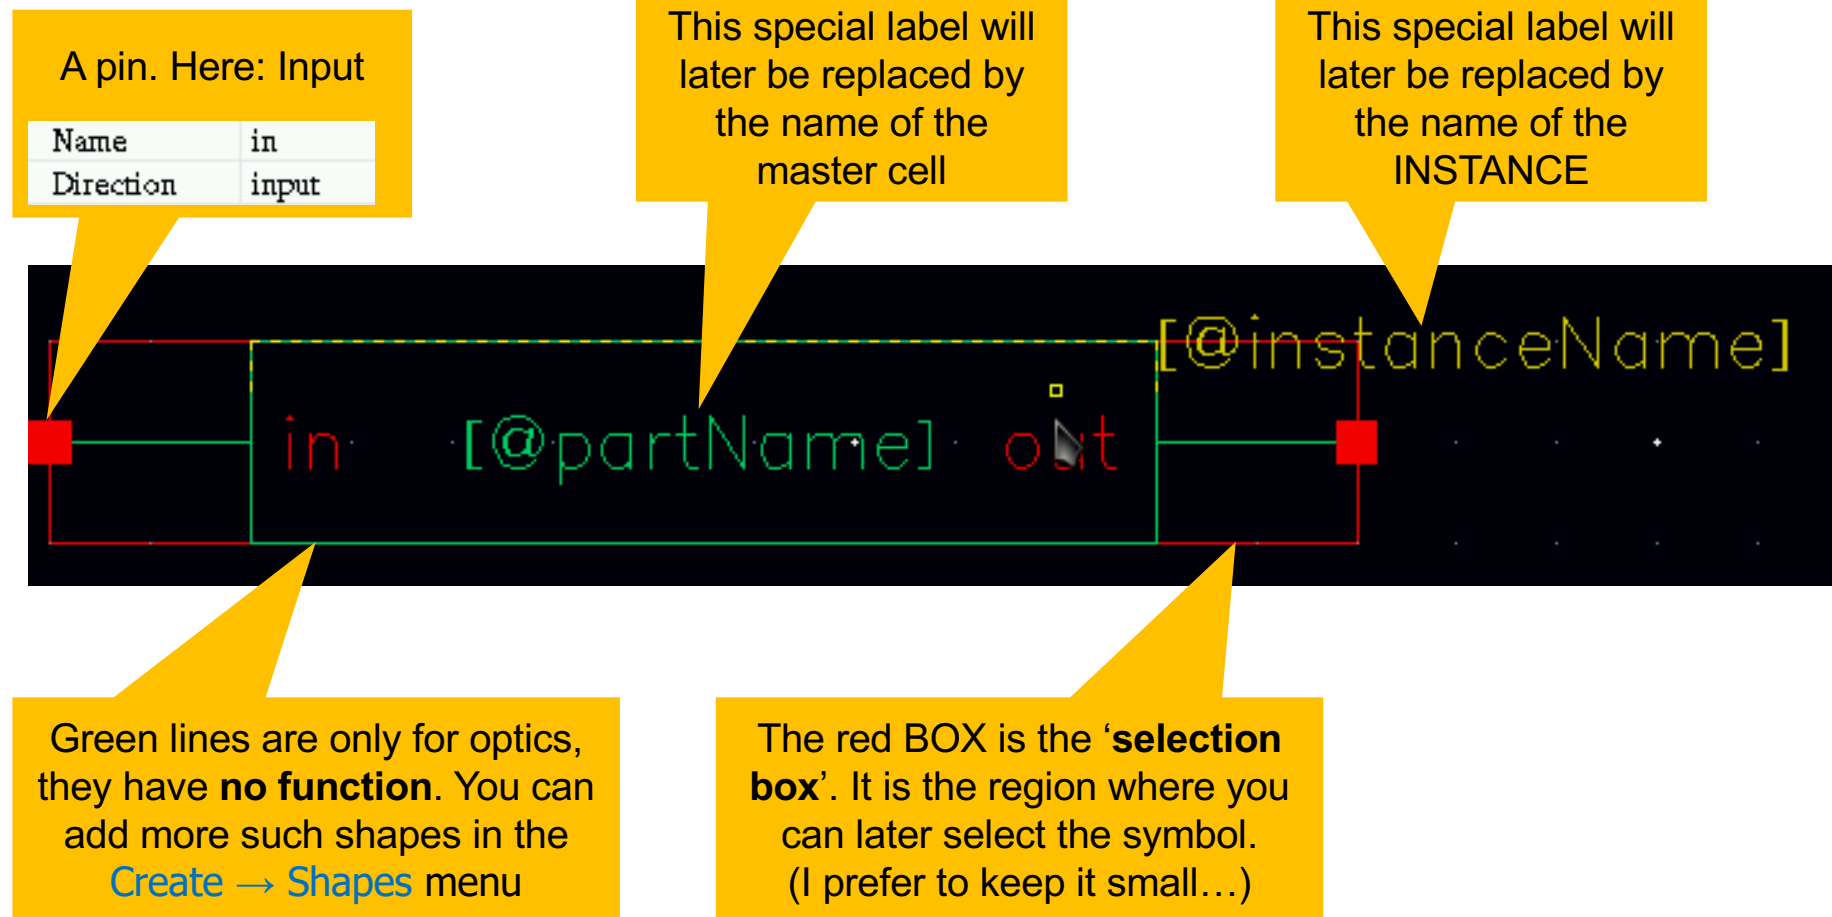 A pin. Here: Input
Name in
Direction input
This special label will
later be replaced by
the name of the
master cell
This special label will
later be replaced by
the name of the
INSTANCE
[@instanceName]
in [@partName] out
Green lines are only for optics,
they have no function. You can
add more such shapes in the
Create → Shapes menu
The red BOX is the ‘selection
box’. It is the region where you
can later select the symbol.
(I prefer to keep it small…)